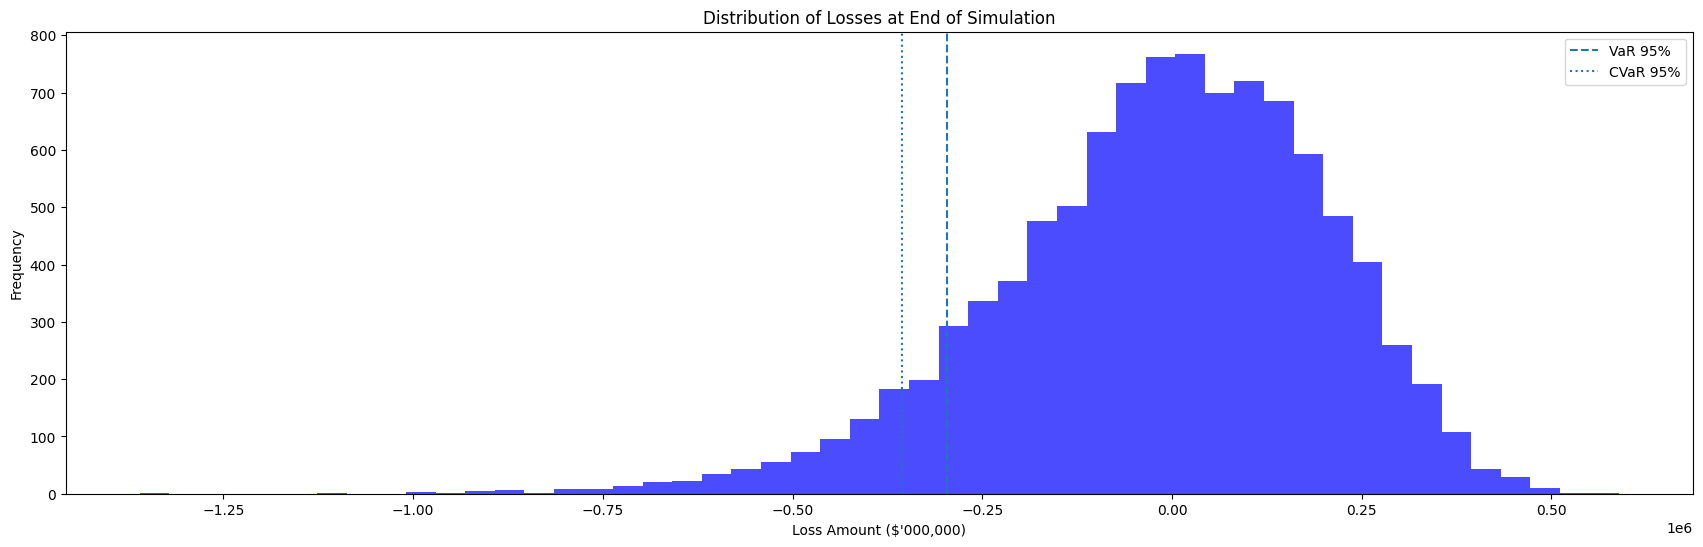 Distribution of Losses at End of Simulation
VaR 95%
CVaR 95%
Frequency
800
700
600
500
400
300
200
100
0
−1.25
−1.00
−0.75
−0.50
−0.25
0.00
0.25
0.50
1e6
Loss Amount ($'000,000)